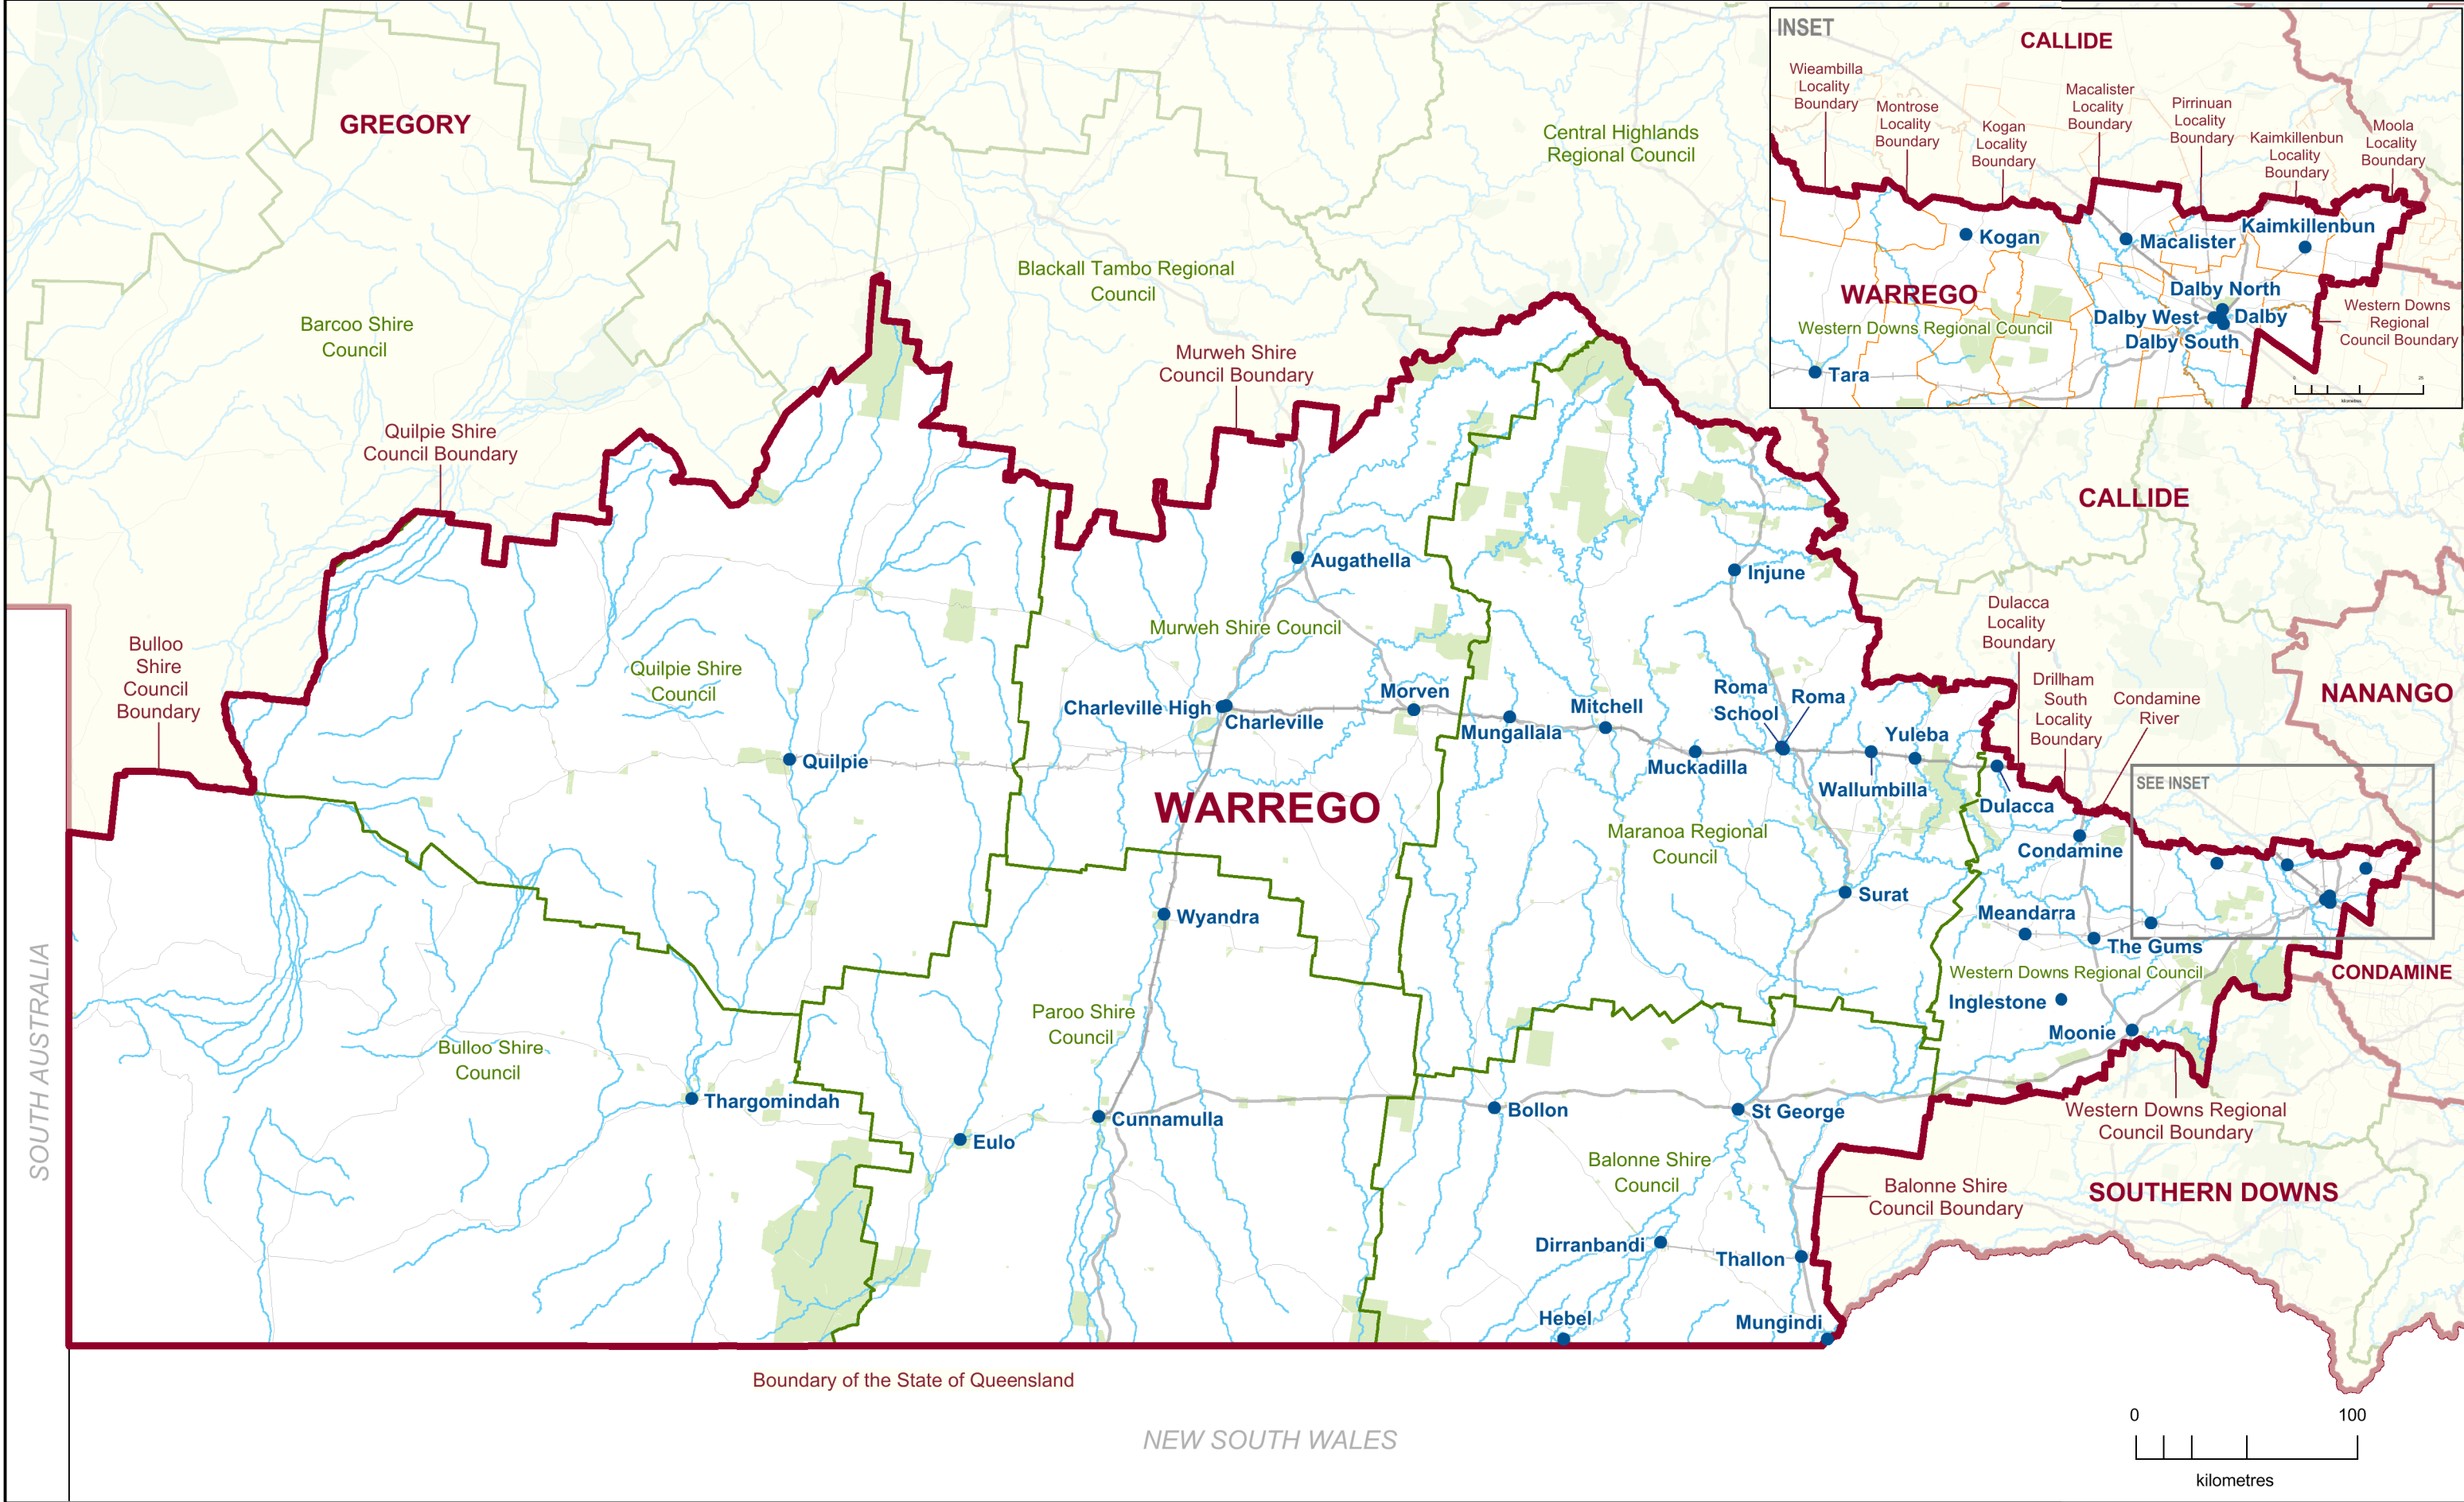 GREGORY
Barcoo Shire
Council
Blackall Tambo Regional
Council
Central Highlands
Regional Council
Murweh Shire
Council Boundary
Quilpie Shire
Council Boundary
Bulloo
Shire
Council
Boundary
INSET
CALLIDE
Wieambilla
Locality
Boundary
Montrose
Locality
Boundary
Kogan
Locality
Boundary
Macalister
Locality
Boundary
Pirrinuan
Locality
Boundary
Kaimkillenbun
Locality
Boundary
Moola
Locality
Boundary
Kogan
Macalister
Kaimkillenbun
WARREGO
Western Downs Regional Council
Dalby North
Dalby West
Dalby
Dalby South
Tara
Western Downs
Regional
Council Boundary
0
25
kilometres
CALLIDE
NANANGO
Augathella
Injune
Murweh Shire Council
Quilpie Shire
Council
Dulacca
Locality
Boundary
Drillham
South
Locality
Boundary
Condamine
River
Charleville High
Charleville
Morven
Mungallala
Mitchell
Roma
School
Roma
Muckadilla
Yuleba
Wallumbilla
Dulacca
Quilpie
SEE INSET
WARREGO
Maranoa Regional
Council
Condamine
Surat
Wyandra
Meandarra
The Gums
Western Downs Regional Council
CONDAMINE
Inglestone
Moonie
SOUTH AUSTRALIA
Paroo Shire
Council
Bulloo Shire
Council
Thargomindah
Eulo
Cunnamulla
Bollon
St George
Western Downs Regional
Council Boundary
Balonne Shire
Council
Balonne Shire
Council Boundary
SOUTHERN DOWNS
Dirranbandi
Thallon
Hebel
Mungindi
Boundary of the State of Queensland
NEW SOUTH WALES
0
100
kilometres